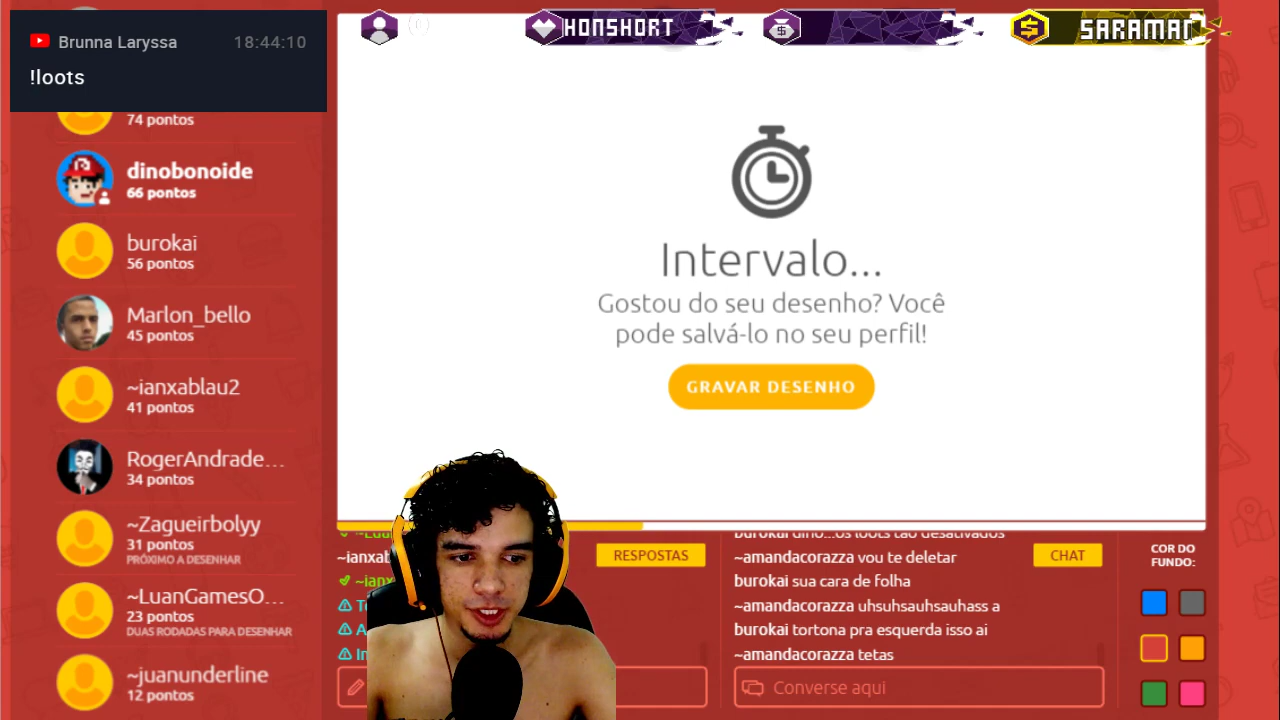 Brunna Laryssa 18:44:10
!loots
HONSHORT
SARAMAR
74 pontos
dinobonoide
66 pontos
burokai
56 pontos
Marlon_bello
45 pontos
~ianxablau2
41 pontos
RogerAndrade...
34 pontos
~Zagueirbolyy
31 pontos
PRÓXIMO A DESENHAR
~LuanGamesO...
23 pontos
DUAS RODADAS PARA DESENHAR
~juanunderline
12 pontos
Intervalo...
Gostou do seu desenho? Você
pode salvá-lo no seu perfil!
GRAVAR DESENHO
~ianxab
~ianx
RESPOSTAS
burokai dino...os loots tão desativados
~amandacorazza vou te deletar
burokai sua cara de folha
~amandacorazza uhsuhsauhsauhass a
burokai tortona pra esquerda isso ai
~amandacorazza tetas
CHAT
Converse aqui
COR DO
FUNDO: